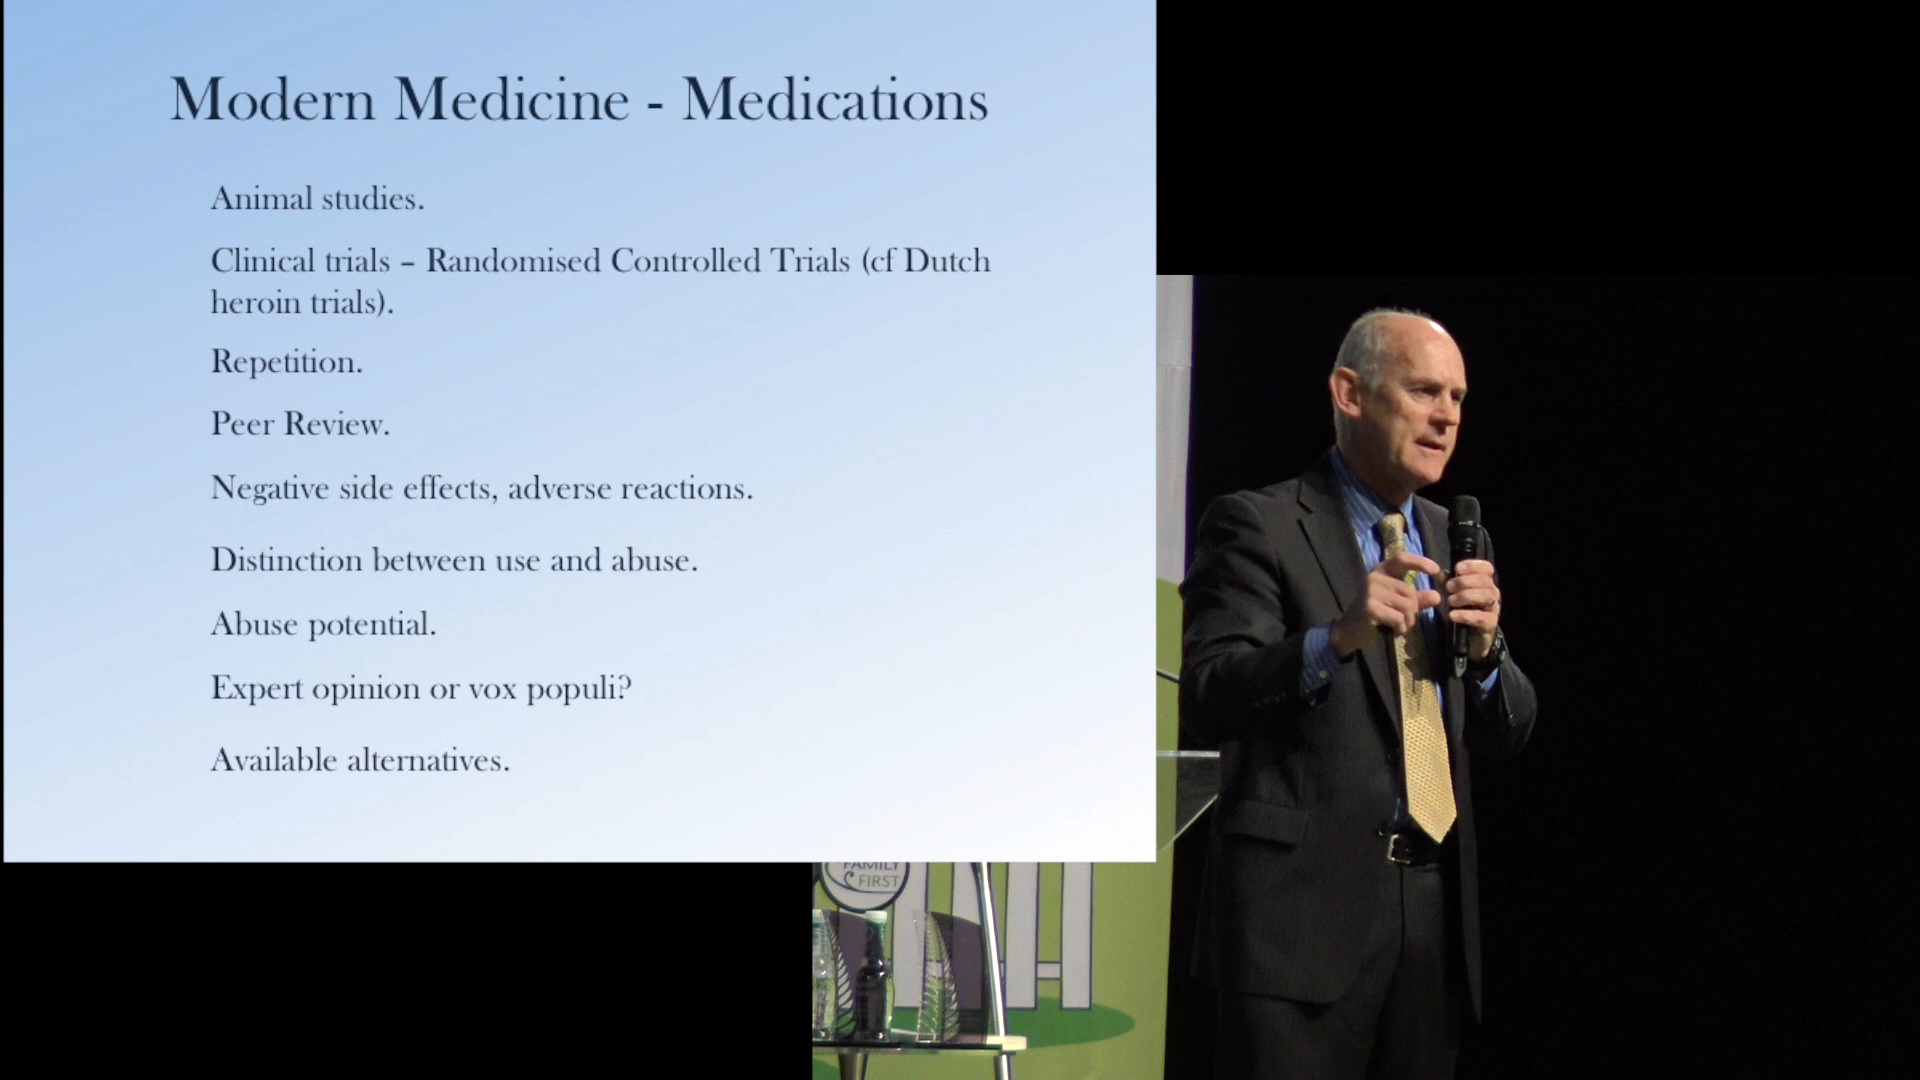 Modern Medicine - Medications
Animal studies.
Clinical trials – Randomised Controlled Trials (cf Dutch
heroin trials).
Repetition.
Peer Review.
Negative side effects, adverse reactions.
Distinction between use and abuse.
Abuse potential.
Expert opinion or vox populi?
Available alternatives.
FAMILY
FIRST